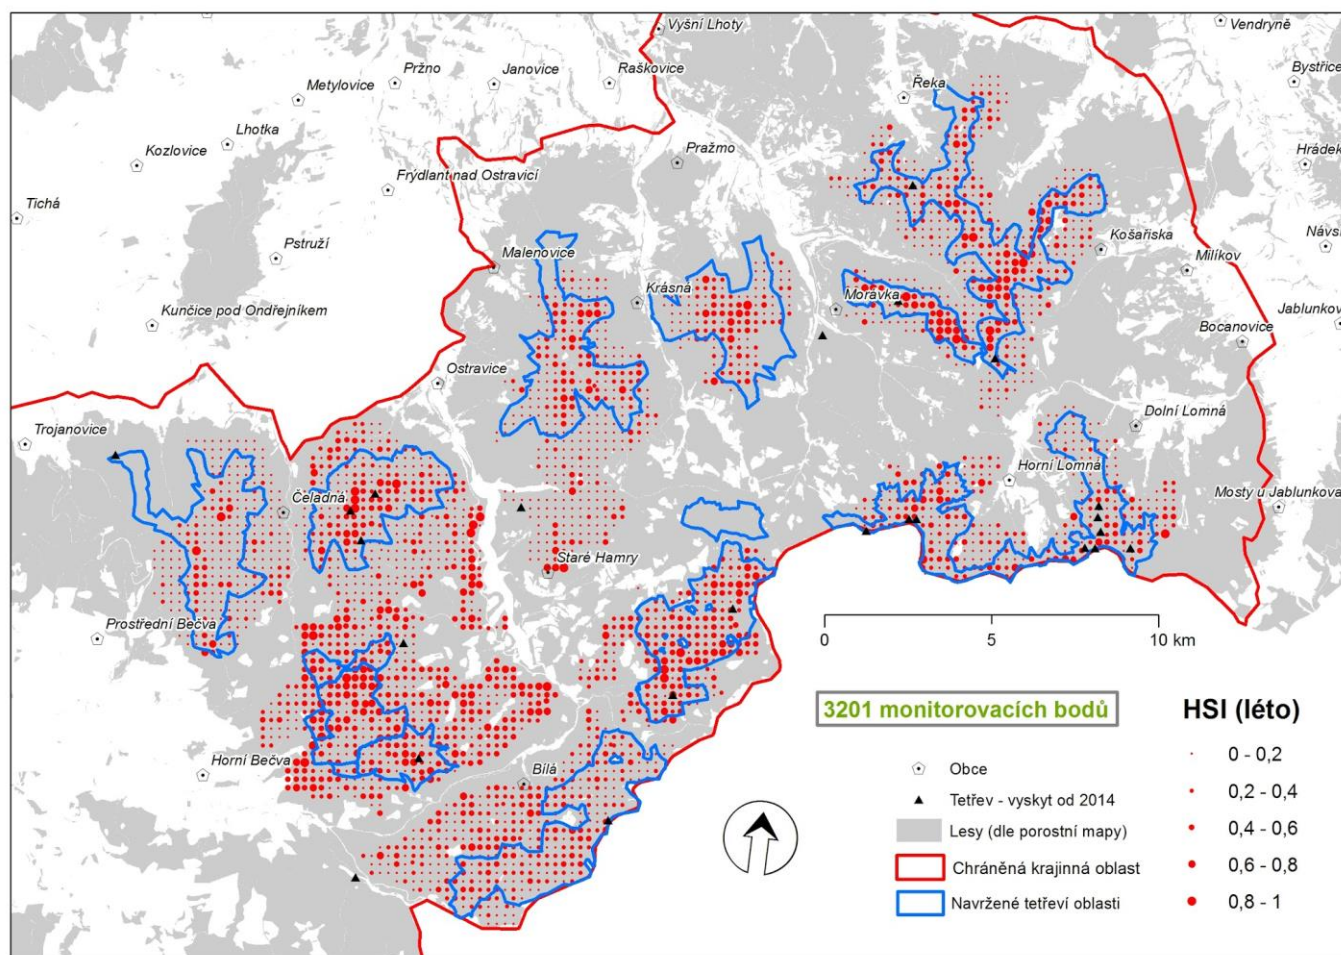 Vyšní Lhoty
Vendryně
Pržno
Janovice
Raškovice
Bystřice
Metylovice
Řeka
Lhotka
Kozlovice
Pražmo
Hrádek
Frýdlant nad Ostravicí
Tichá
Pstruží
Malenovice
Košařiska
Návsí
Milíkov
Krásná
Morávka
Kunčice pod Ondřejníkem
Jablunkov
Bocanovice
Ostravice
Dolní Lomná
Trojanovice
Horní Lomná
Čeladná
Mosty u Jablunkova
Staré Hamry
Prostřední Bečva
0 5 10 km
Horní Bečva
Bílá
3201 monitorovacích bodů
Obce
Tetřev - vyskyt od 2014
Lesy (dle porostní mapy)
Chráněná krajinná oblast
Navržené tetřeví oblasti
HSI (léto)
0 - 0,2
0,2 - 0,4
0,4 - 0,6
0,6 - 0,8
0,8 - 1